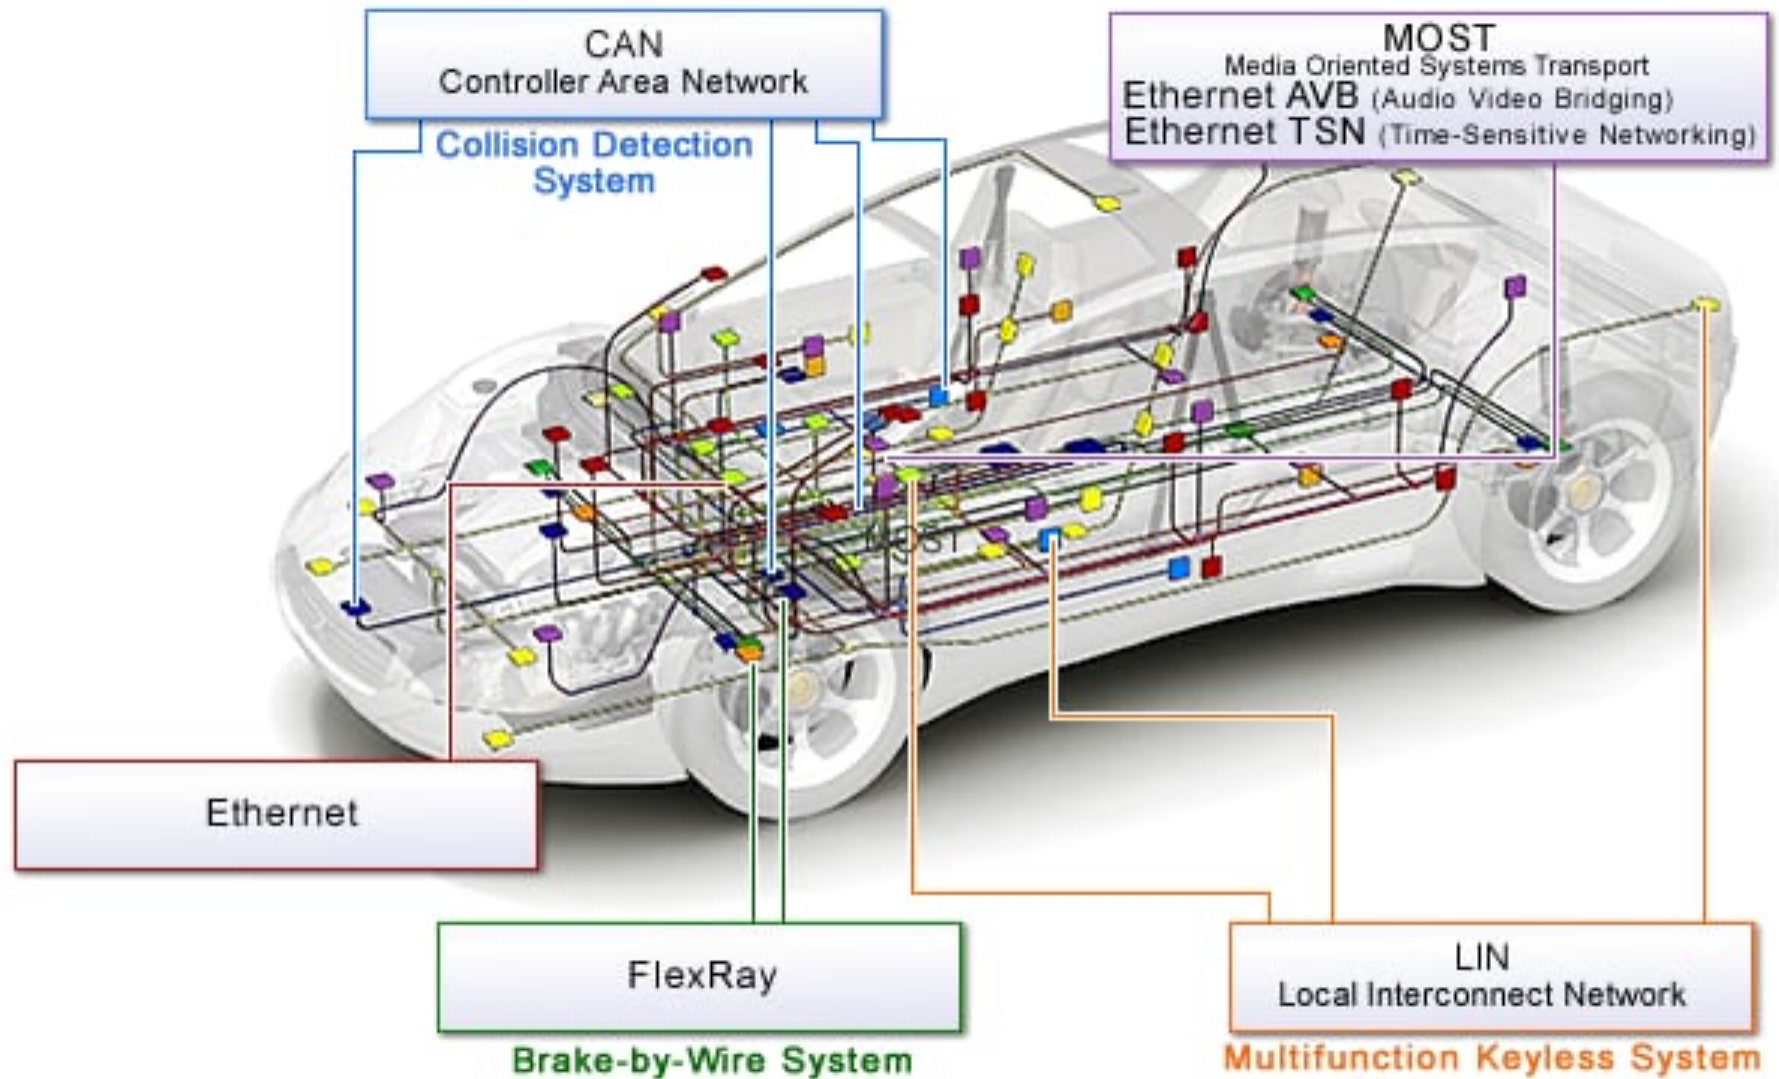 CAN
Controller Area Network
Collision Detection
System
MOST
Media Oriented Systems Transport
Ethernet AVB (Audio Video Bridging)
Ethernet TSN (Time-Sensitive Networking)
Ethernet
FlexRay
Brake-by-Wire System
LIN
Local Interconnect Network
Multifunction Keyless System